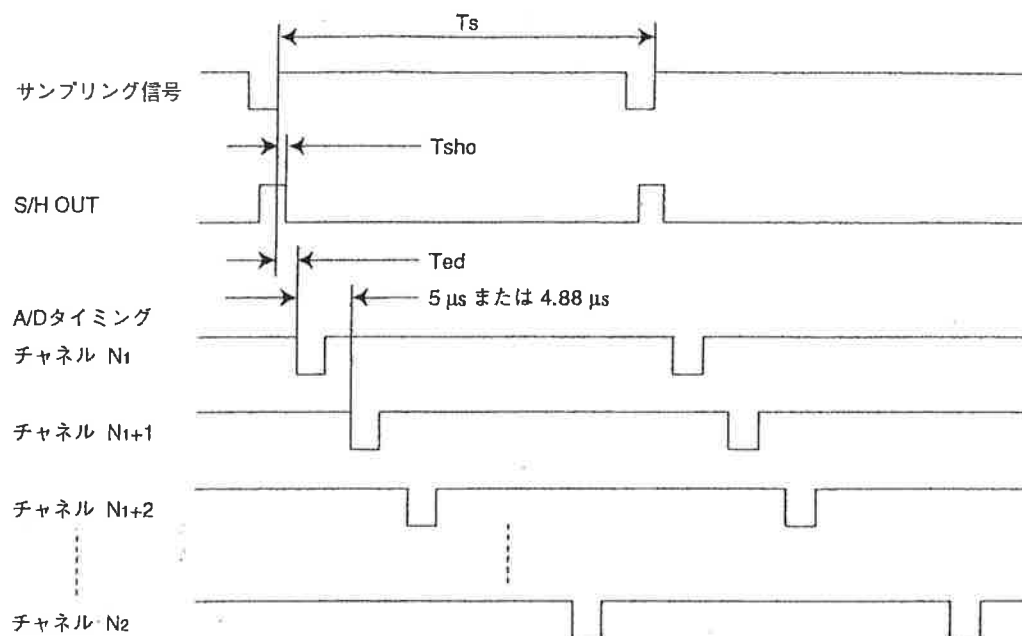 Ts
サンプリング信号
Tsho
S/H OUT
Ted
5 μs または 4.88 μs
A/Dタイミング
チャネル N1
チャネル N1+1
チャネル N1+2
チャネル N2